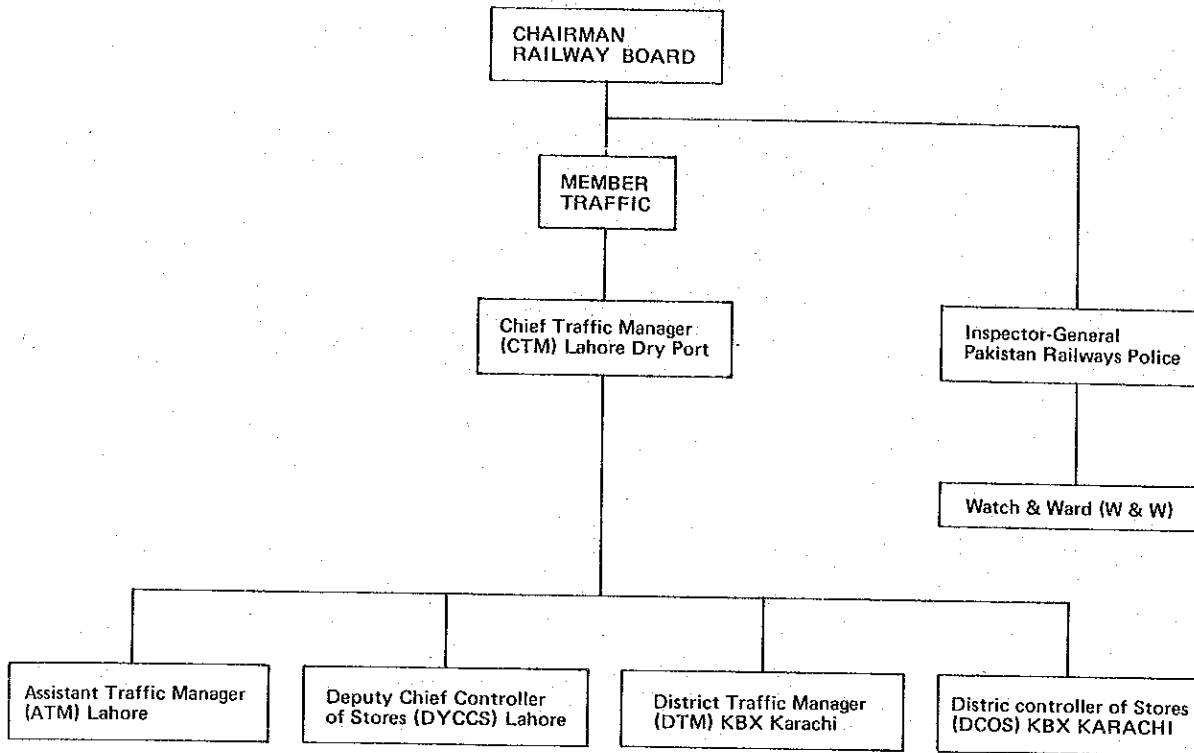 CHAIRMAN
RAILWAY BOARD
MEMBER
TRAFFIC
Chief Traffic Manager
(CTM) Lahore Dry Port
Inspector-General
Pakistan Railways Police
Watch & Ward (W & W)
Assistant Traffic Manager
(ATM) Lahore
Deputy Chief Controller
of Stores (DYCCS) Lahore
District Traffic Manager
(DTM) KBX Karachi
Distric controller of Stores
(DCOS) KBX KARACHI